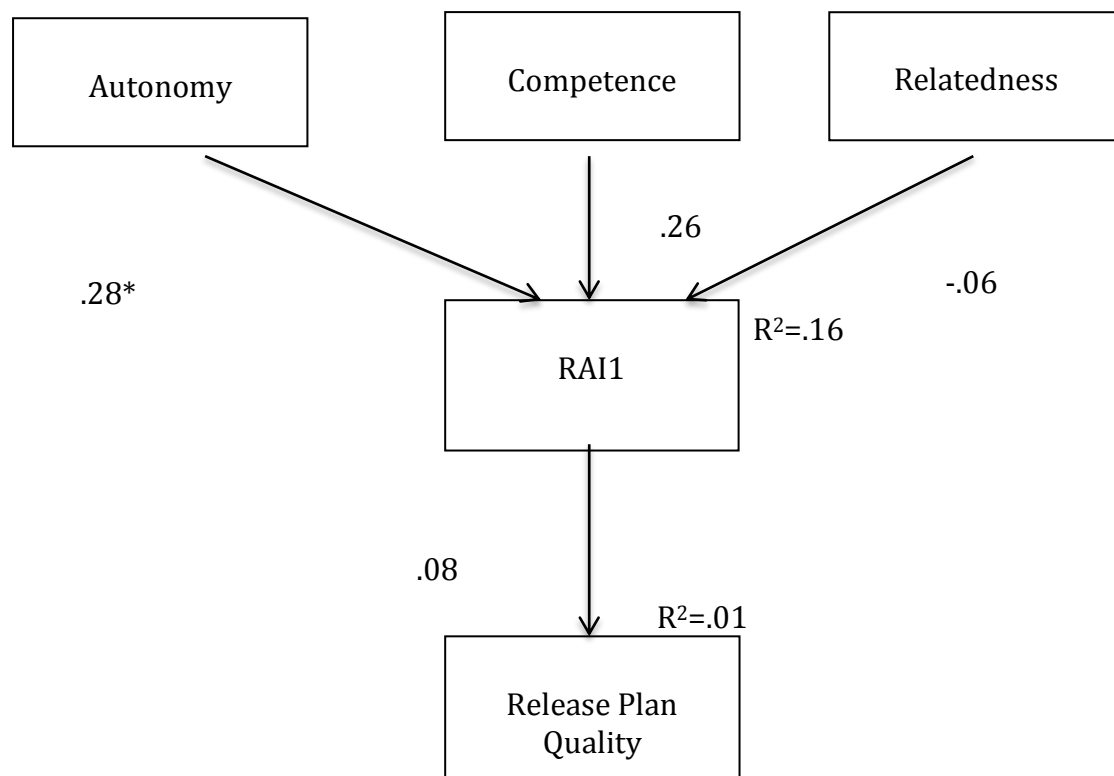 Autonomy
Competence
Relatedness
.26
.28*
-.06
R²=.16
RAI1
.08
R²=.01
Release Plan
Quality